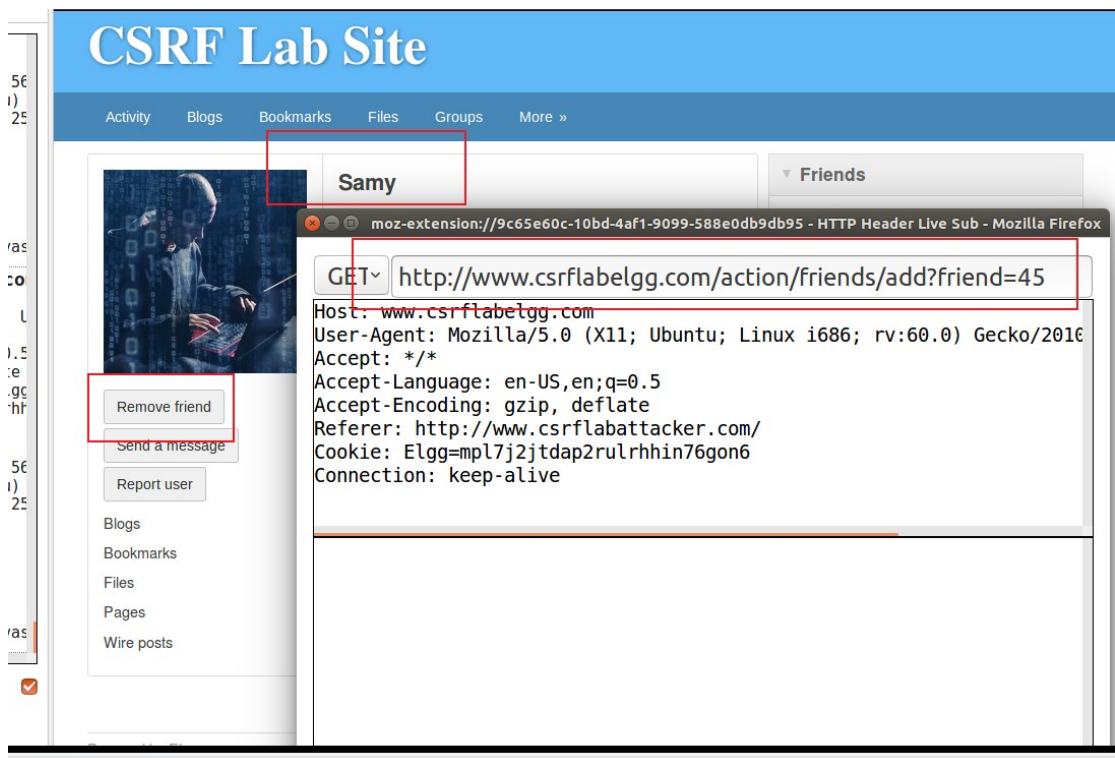 CSRF Lab Site
Activity Blogs Bookmarks Files Groups More »
Samy
Friends
moz-extension://9c65e60c-10bd-4af1-9099-588e0db9db95 - HTTP Header Live Sub - Mozilla Firefox
GET http://www.csrflabelgg.com/action/friends/add?friend=45
Host: www.csrflabelgg.com
User-Agent: Mozilla/5.0 (X11; Ubuntu; Linux i686; rv:60.0) Gecko/2010
Accept: */*
Accept-Language: en-US,en;q=0.5
Accept-Encoding: gzip, deflate
Referer: http://www.csrflabattacker.com/
Cookie: Elgg=mpl7j2jtdap2rulrhhin76gon6
Connection: keep-alive
Remove friend
Send a message
Report user
Blogs
Bookmarks
Files
Pages
Wire posts
56
25
56
25